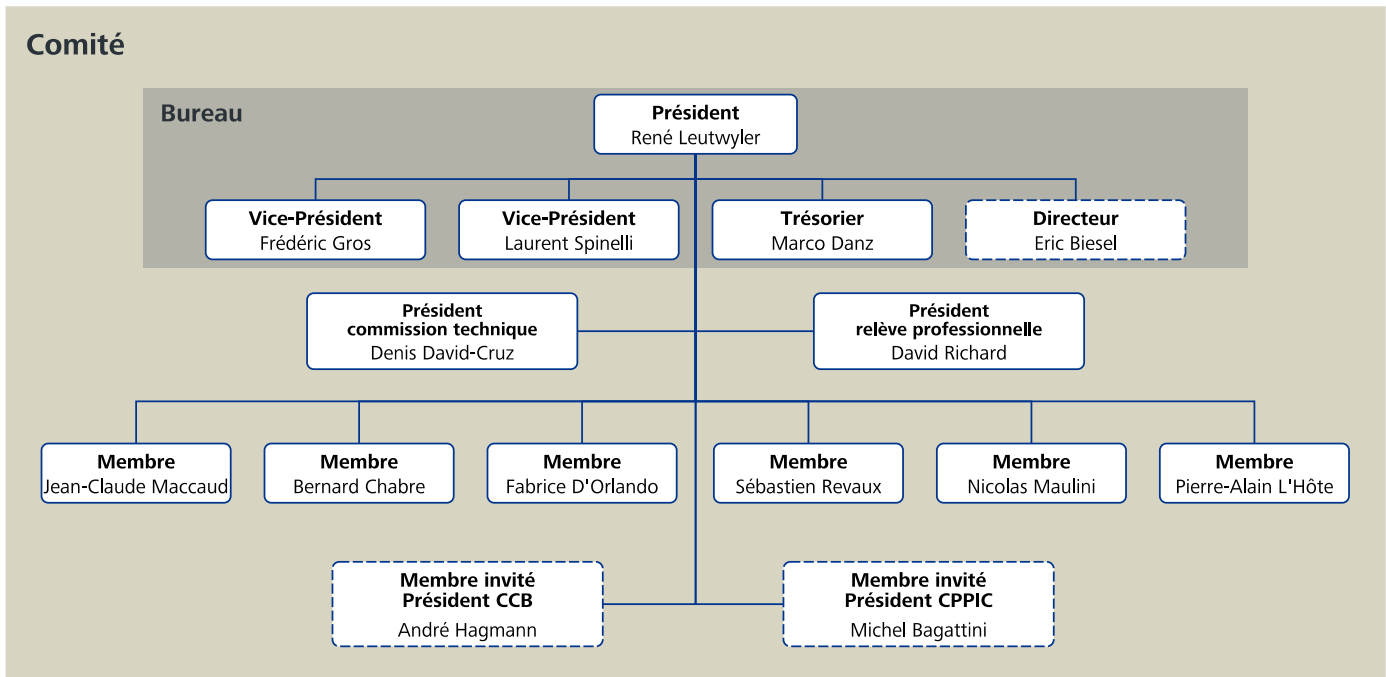 Comité
Bureau
Président
René Leutwyler
Vice-Président
Frédéric Gros
Vice-Président
Laurent Spinelli
Trésorier
Marco Danz
Directeur
Eric Biesel
Président
commission technique
Denis David-Cruz
Président
relève professionnelle
David Richard
Membre
Jean-Claude Maccaud
Membre
Bernard Chabre
Membre
Fabrice D'Orlando
Membre
Sébastien Revaux
Membre
Nicolas Maulini
Membre
Pierre-Alain L'Hôte
Membre invité
Président CCB
André Hagmann
Membre invité
Président CPPIC
Michel Bagattini